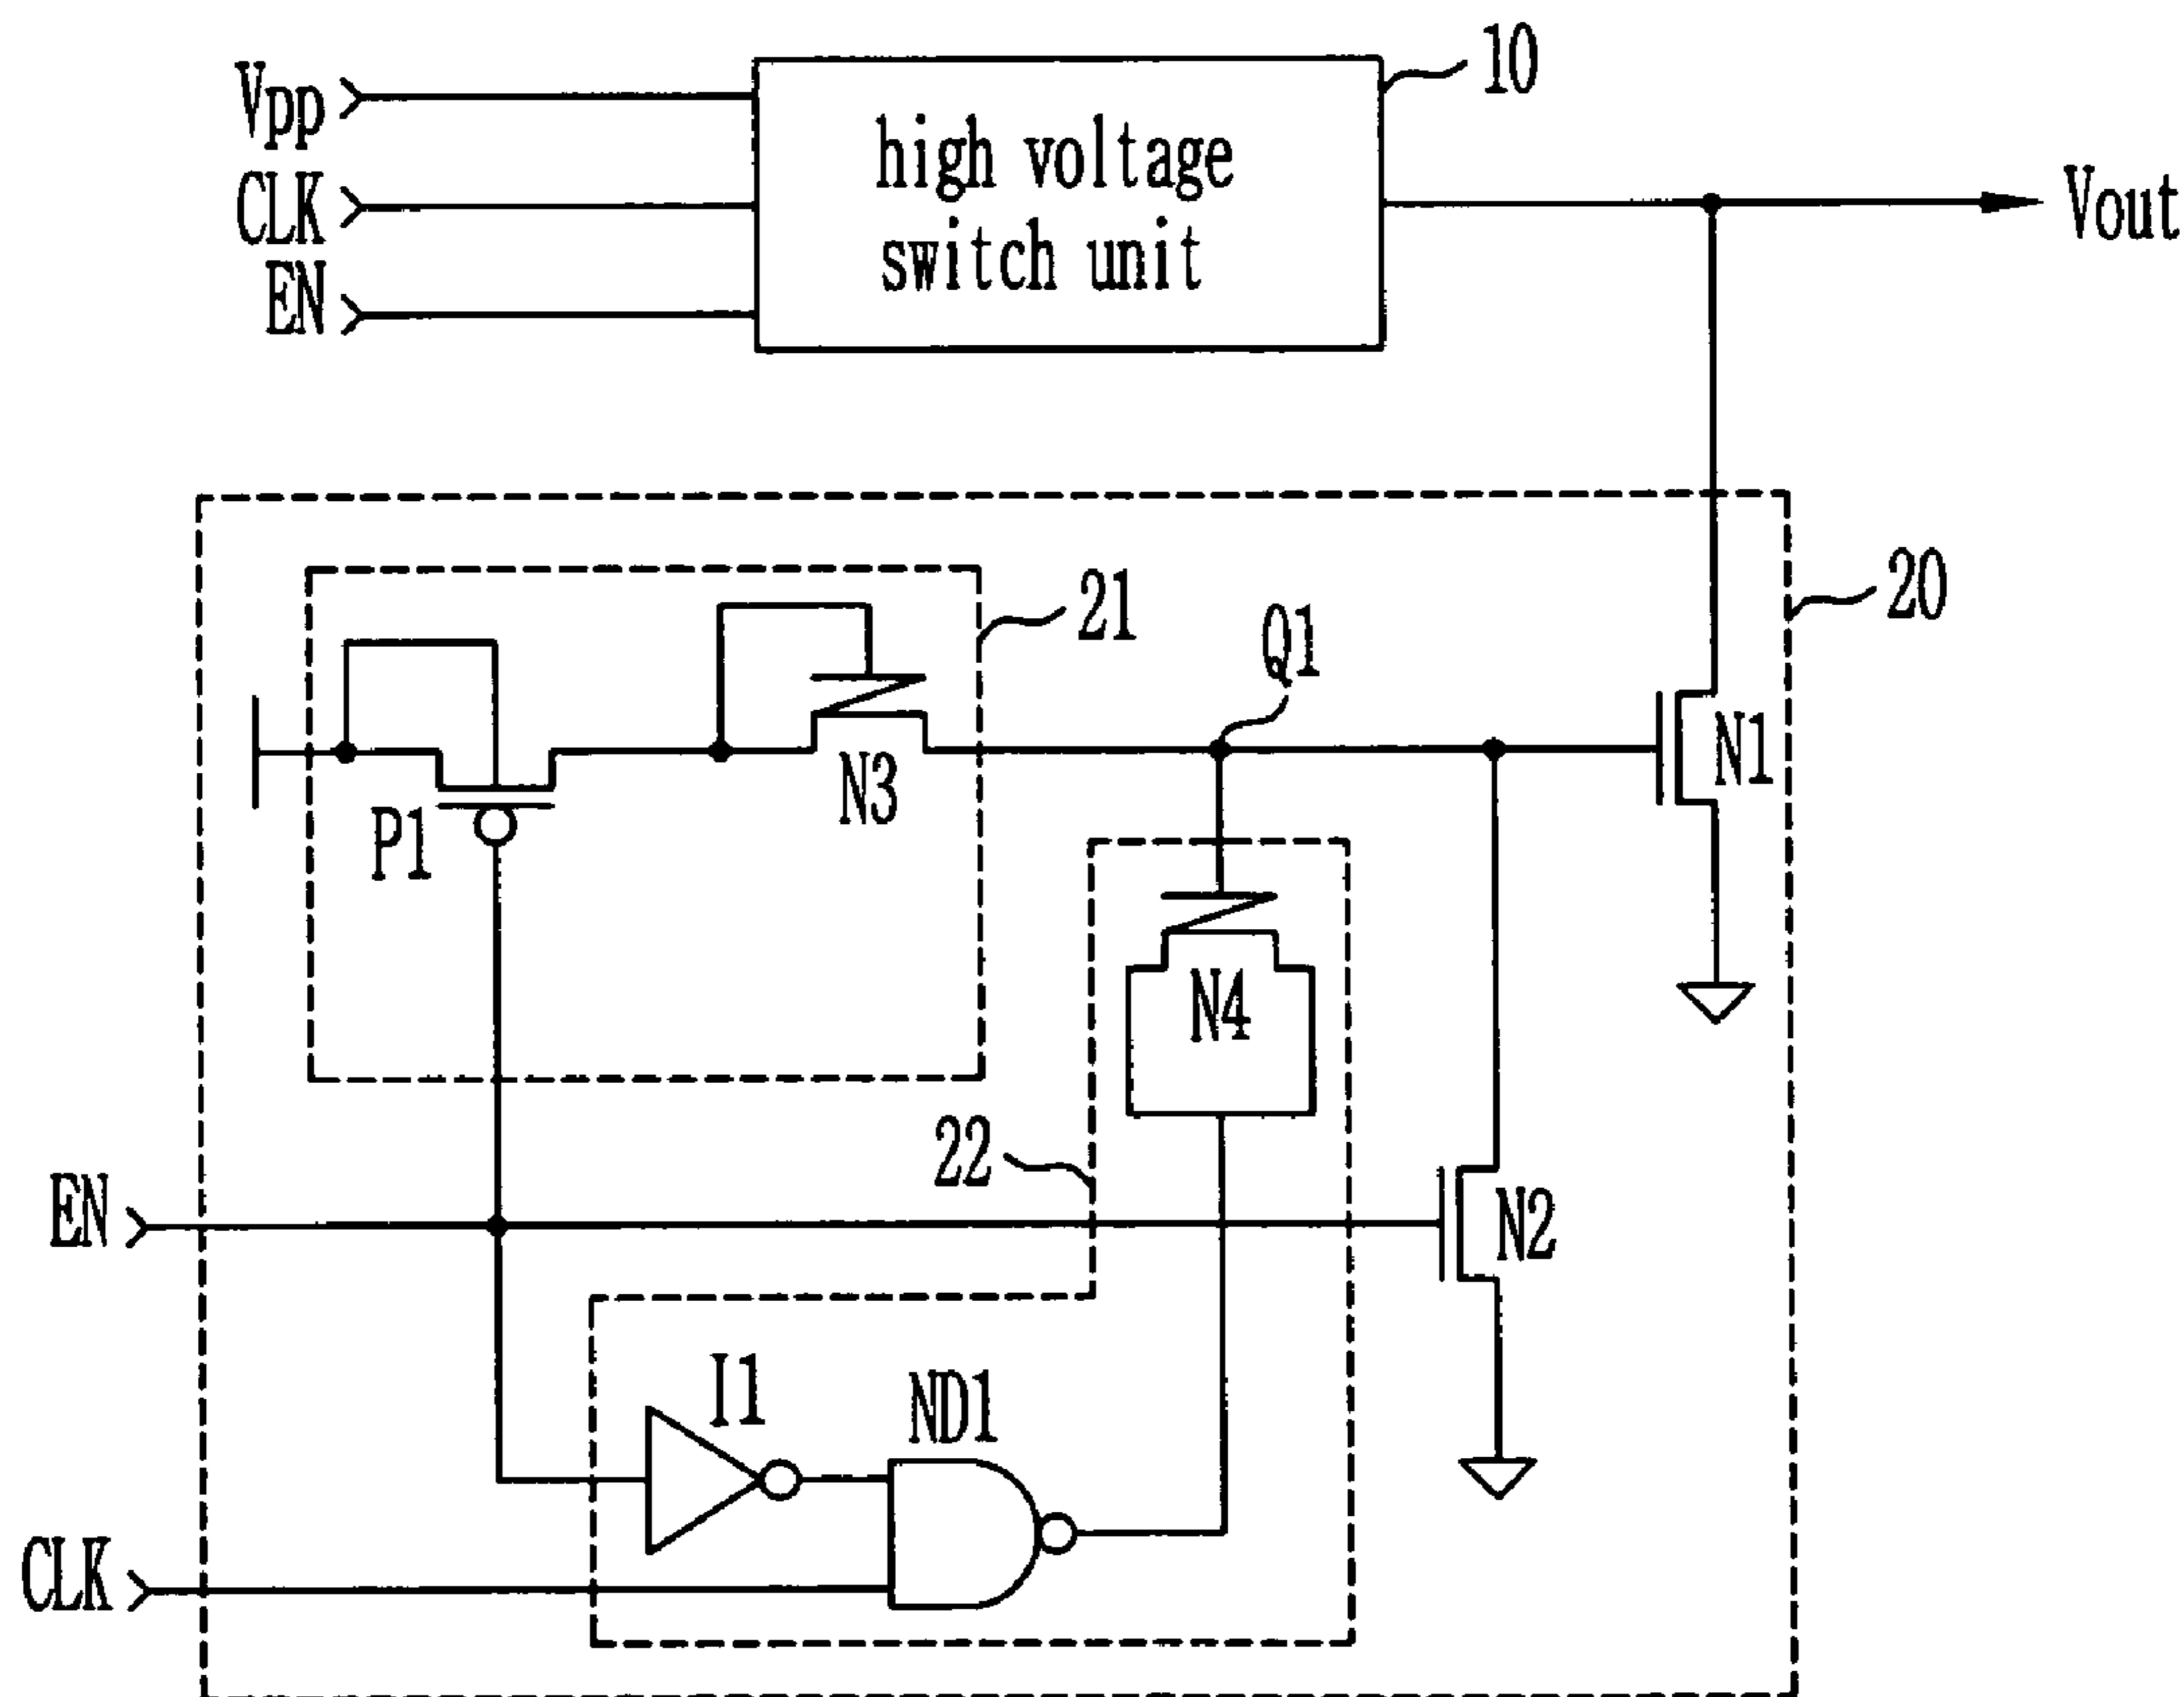 10
Vpp
CLK
EN
high voltage
switch unit
Vout
20
21
Q1
N1
N3
P1
N4
22
EN
N2
I1
ND1
CLK